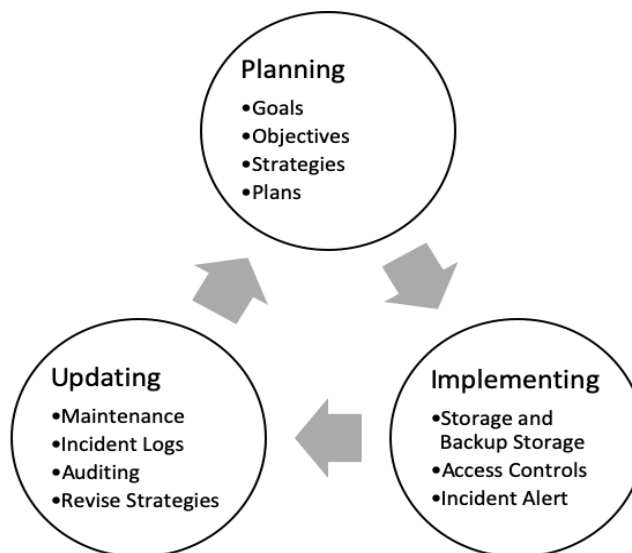 Planning
•Goals
•Objectives
•Strategies
•Plans
Updating
•Maintenance
•Incident Logs
•Auditing
•Revise Strategies
Implementing
•Storage and
Backup Storage
•Access Controls
•Incident Alert